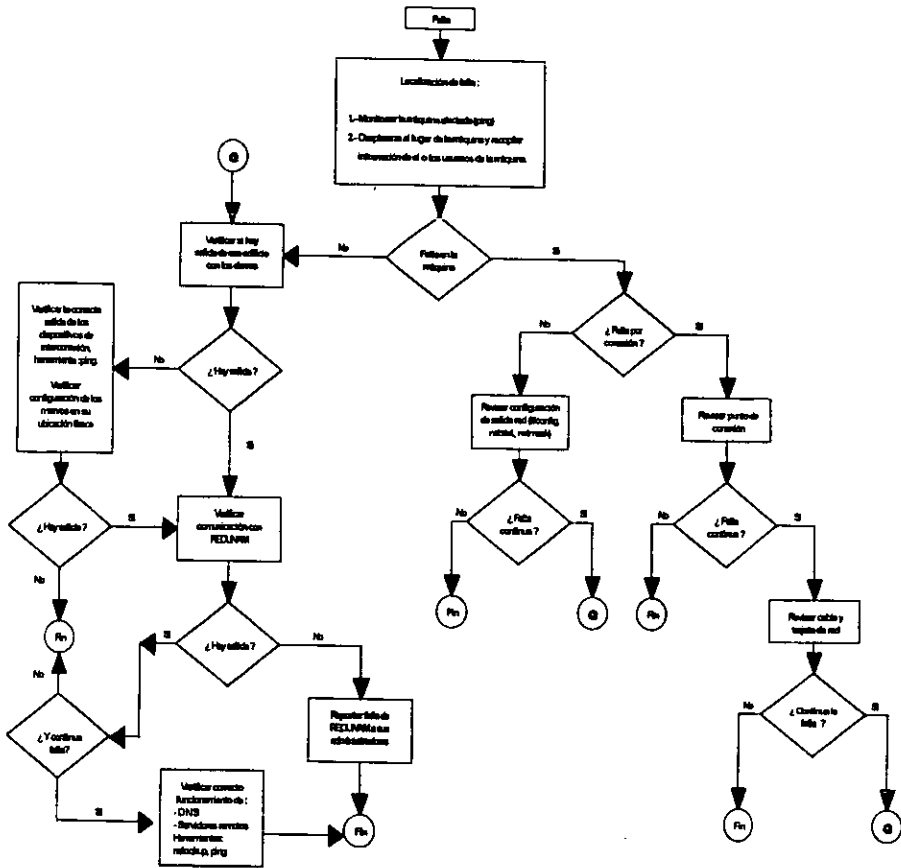 Falla
Localización de falla :
1.- Monitorear la máquina afectada (ping)
2.- Desplazarse al lugar de la máquina y recopilar
información de el o los usuarios de la máquina.
G
Verificar si hay
salida de ese edificio
con los demas
No
Falla en la
máquina
Si
Verificar la correcta
salida de los
dispositivos de
interconexión,
herramienta :ping.
Verificar
configuración de los
mismos en su
ubicación física
No
¿ Hay salida ?
No
¿ Falla por
conexión ?
Si
Revisar configuración
de salida red (ifconfig,
netstat, netmask)
Revisar punto de
conexión
Si
¿ Hay salida ?
Si
Verificar
comunicación con
REDUNAM
No
¿ Falla
continua ?
Si
No
¿ Falla
continua ?
Si
No
Fin
G
Fin
Fin
Si
¿ Hay salida ?
No
Revisar cable y
tarjeta de red
No
¿ Y continua
falla?
Reportar falla de
REDUNAM a sus
administradores
No
¿ Continua la
falla ?
Si
Si
Verificar correcto
funcionamiento de :
- DNS
- Servidores remotos
Herramientas:
nslookup, ping
Fin
Fin
G